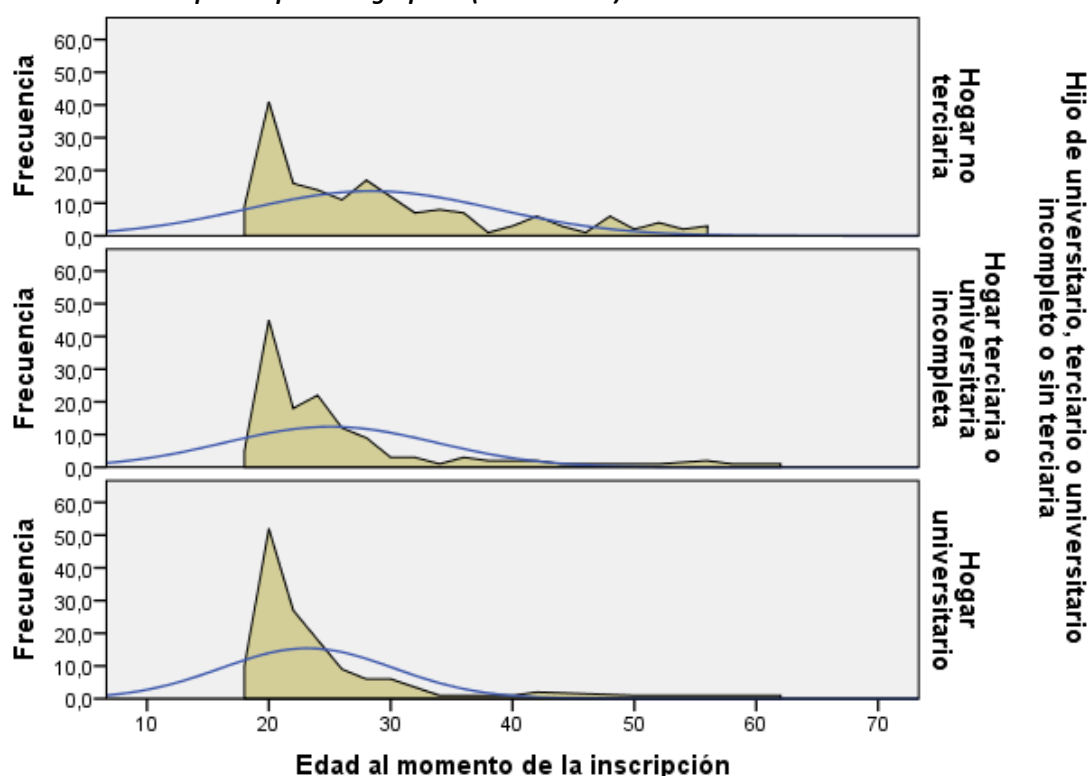 60,0
50,0
40,0
30,0
20,0
10,0
0,0
Frecuencia
Hogar no
terciaria
60,0
50,0
40,0
30,0
20,0
10,0
0,0
Frecuencia
Hogar terciaria o
universitaria
incompleta
60,0
50,0
40,0
30,0
20,0
10,0
0,0
Frecuencia
Hogar
universitario
Hijo de universitario, terciario o universitario
incompleto o sin terciaria
10 20 30 40 50 60 70
Edad al momento de la inscripción